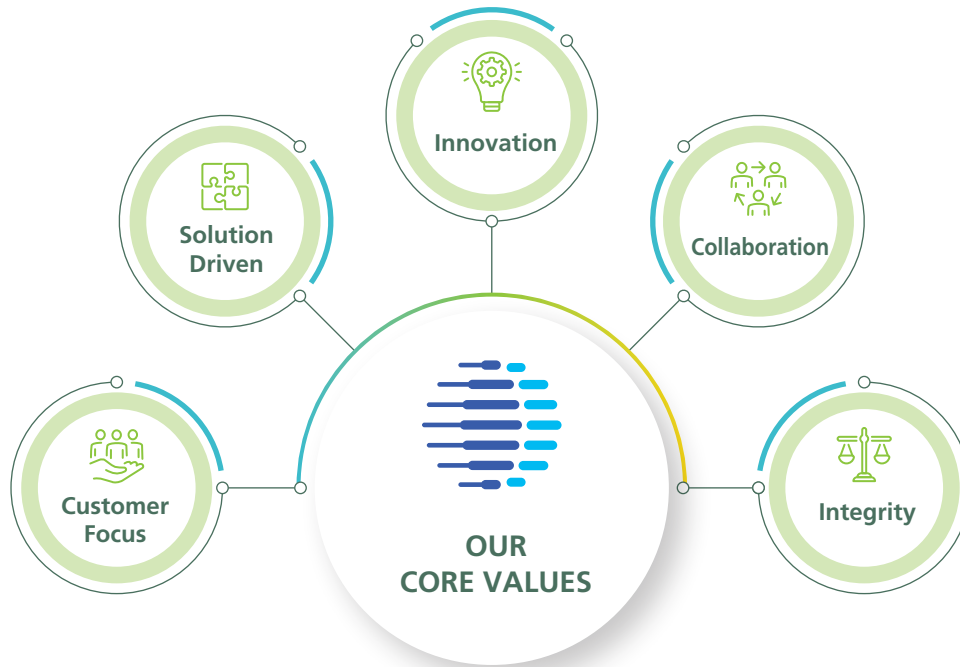 Innovation
Solution
Driven
Collaboration
Customer
Focus
Integrity
OUR
CORE VALUES